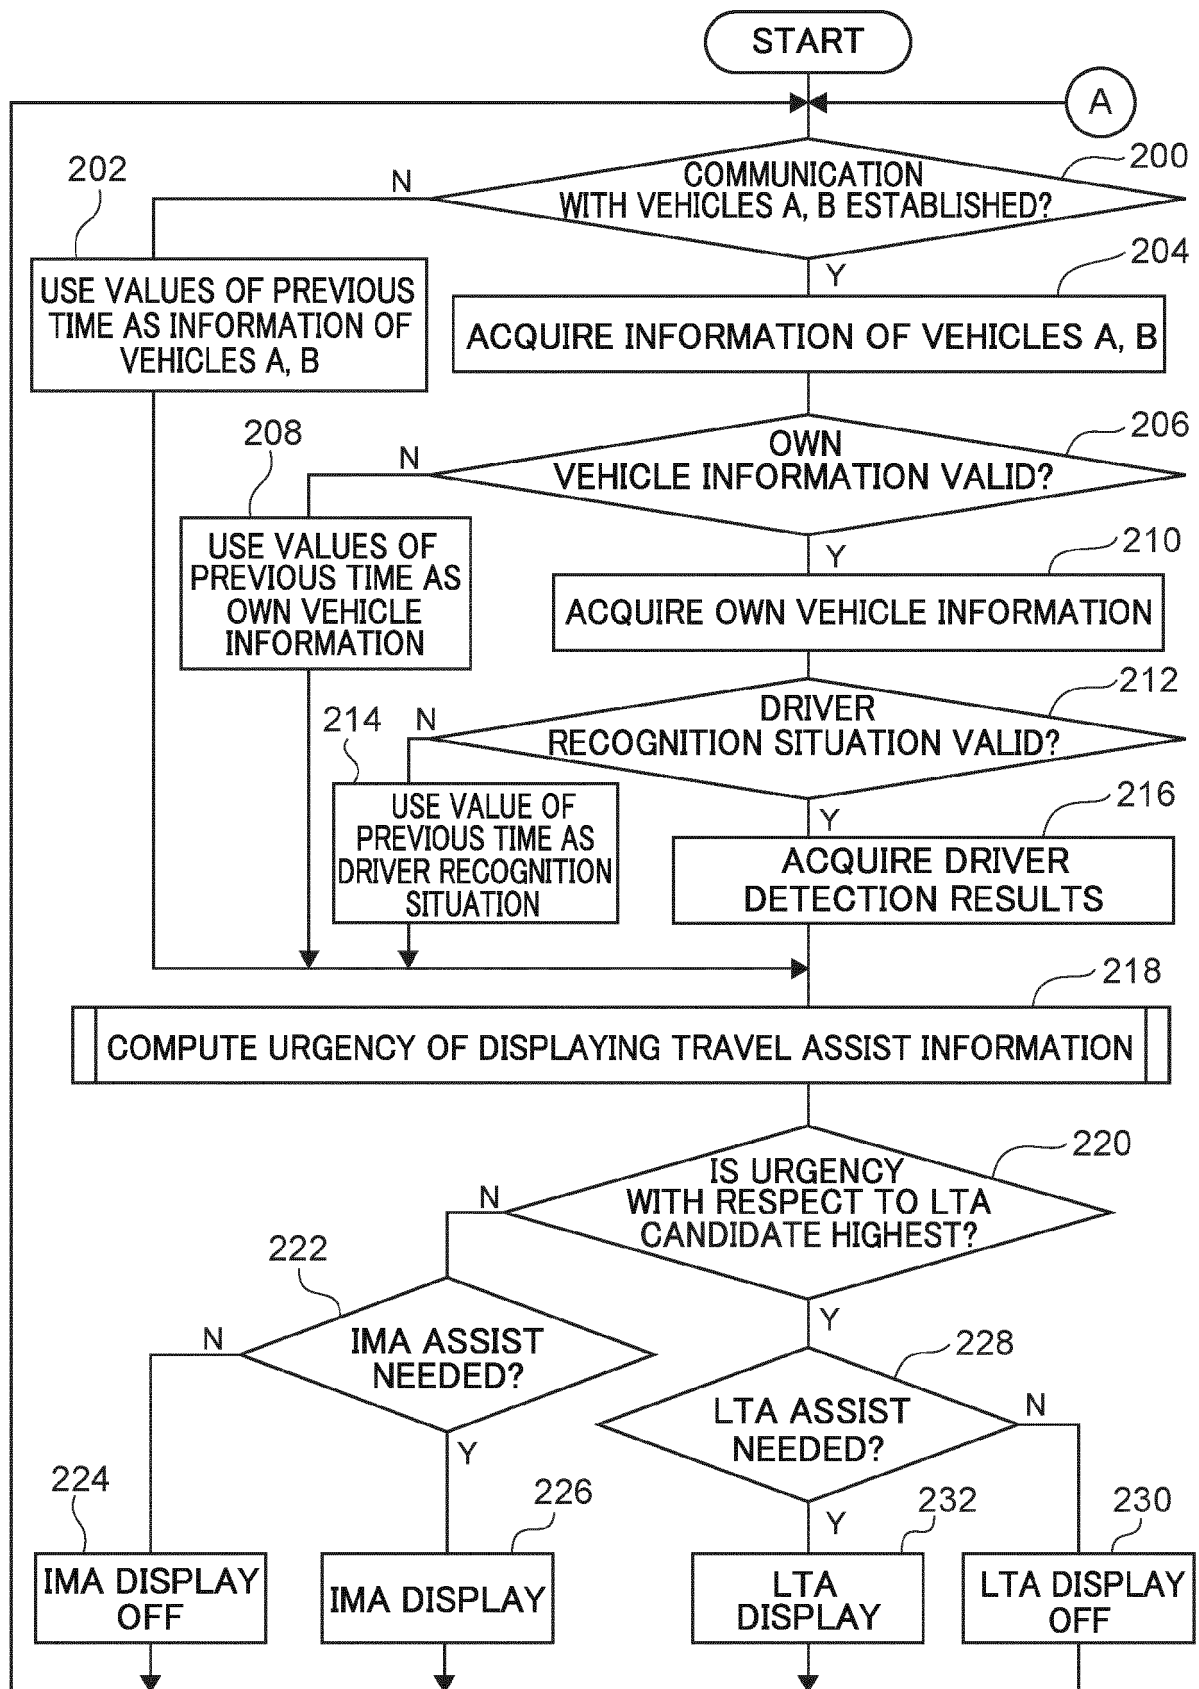 START
A
200
COMMUNICATION
WITH VEHICLES A, B ESTABLISHED?
N
Y
202
USE VALUES OF PREVIOUS
TIME AS INFORMATION OF
VEHICLES A, B
204
ACQUIRE INFORMATION OF VEHICLES A, B
206
OWN
VEHICLE INFORMATION VALID?
N
Y
208
USE VALUES OF
PREVIOUS TIME AS
OWN VEHICLE
INFORMATION
210
ACQUIRE OWN VEHICLE INFORMATION
212
DRIVER
RECOGNITION SITUATION VALID?
N
Y
214
USE VALUE OF
PREVIOUS TIME AS
DRIVER RECOGNITION
SITUATION
216
ACQUIRE DRIVER
DETECTION RESULTS
218
COMPUTE URGENCY OF DISPLAYING TRAVEL ASSIST INFORMATION
220
IS URGENCY
WITH RESPECT TO LTA
CANDIDATE HIGHEST?
N
Y
222
IMA ASSIST
NEEDED?
N
Y
228
LTA ASSIST
NEEDED?
N
Y
224
IMA DISPLAY
OFF
226
IMA DISPLAY
232
LTA
DISPLAY
230
LTA DISPLAY
OFF